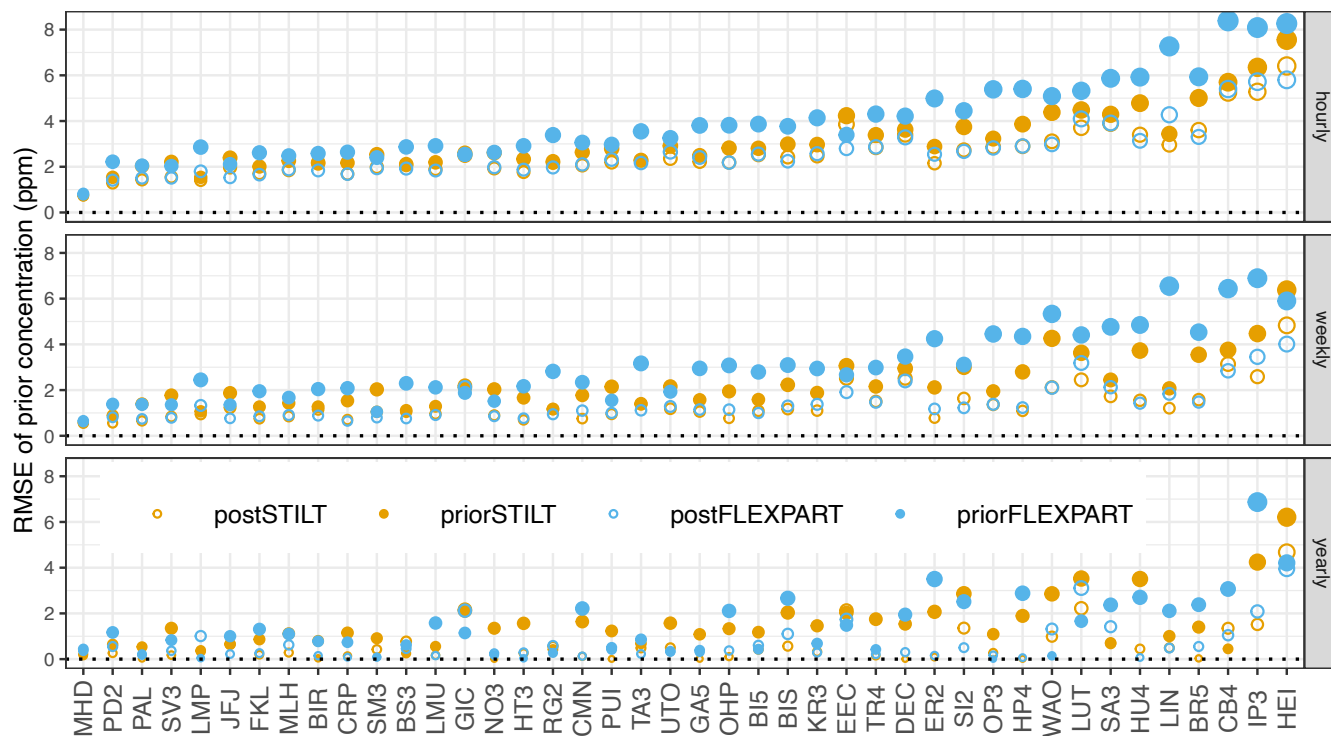 RMSE of prior concentration (ppm)
8
6
4
2
0
hourly
8
6
4
2
0
weekly
8
6
4
2
0
yearly
postSTILT priorSTILT postFLEXPART priorFLEXPART
MHD PD2 PAL SV3 LMP JFJ FKL MLH BIR CRP SM3 BS3 LMU GIC NO3 HT3 RG2 CMN PUI TA3 UTO GA5 OHP BI5 BIS KR3 EEC TR4 DEC ER2 SI2 OP3 HP4 WAO LUT SA3 HU4 LIN BR5 CB4 IP3 HEI